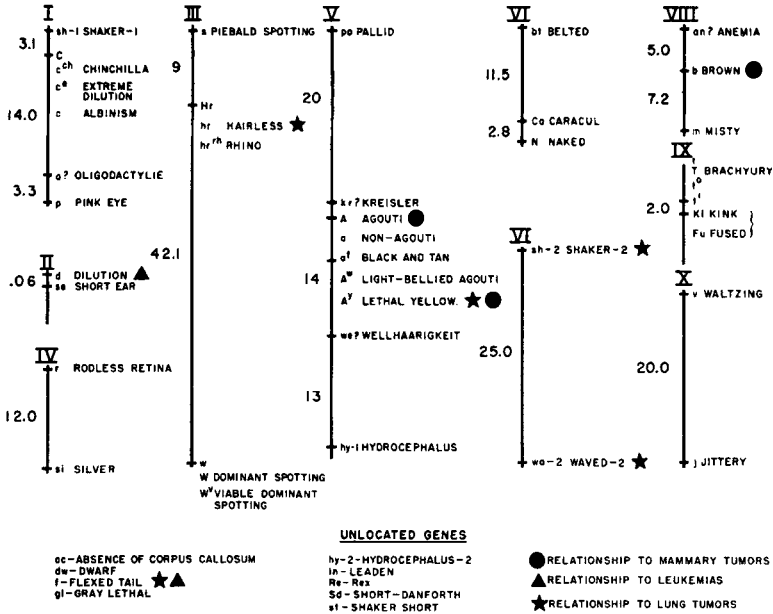 I
sh-1 SHAKER-1
3.1
C
c^ch CHINCHILLA
c^e EXTREME
DILUTION
14.0
c ALBINISM
o? OLIGODACTYLIE
3.3
p PINK EYE
II
d DILUTION
.06
se SHORT EAR
IV
r RODLESS RETINA
12.0
si SILVER
III
s PIEBALD SPOTTING
9
Hr
hr HAIRLESS
hr^rh RHINO
42.1
w
W DOMINANT SPOTTING
W^v VIABLE DOMINANT
SPOTTING
V
pa PALLID
20
kr? KREISLER
A AGOUTI
a NON-AGOUTI
a^t BLACK AND TAN
14
A^w LIGHT-BELLIED AGOUTI
A^y LETHAL YELLOW.
we? WELLHAARIGKEIT
13
hy-1 HYDROCEPHALUS
VI
bt BELTED
11.5
Ca CARACUL
2.8
N NAKED
VI
sh-2 SHAKER-2
25.0
wa-2 WAVED-2
VIII
an? ANEMIA
5.0
b BROWN
7.2
m MISTY
IX
T BRACHYURY
t^o
2.0
t^1
KI KINK
Fu FUSED
X
v WALTZING
20.0
j JITTERY
UNLOCATED GENES
ac-ABSENCE OF CORPUS CALLOSUM
dw-DWARF
f-FLEXED TAIL
gl-GRAY LETHAL
hy-2-HYDROCEPHALUS-2
ln-LEADEN
Re-Rex
Sd-SHORT-DANFORTH
st-SHAKER SHORT
RELATIONSHIP TO MAMMARY TUMORS
RELATIONSHIP TO LEUKEMIAS
RELATIONSHIP TO LUNG TUMORS